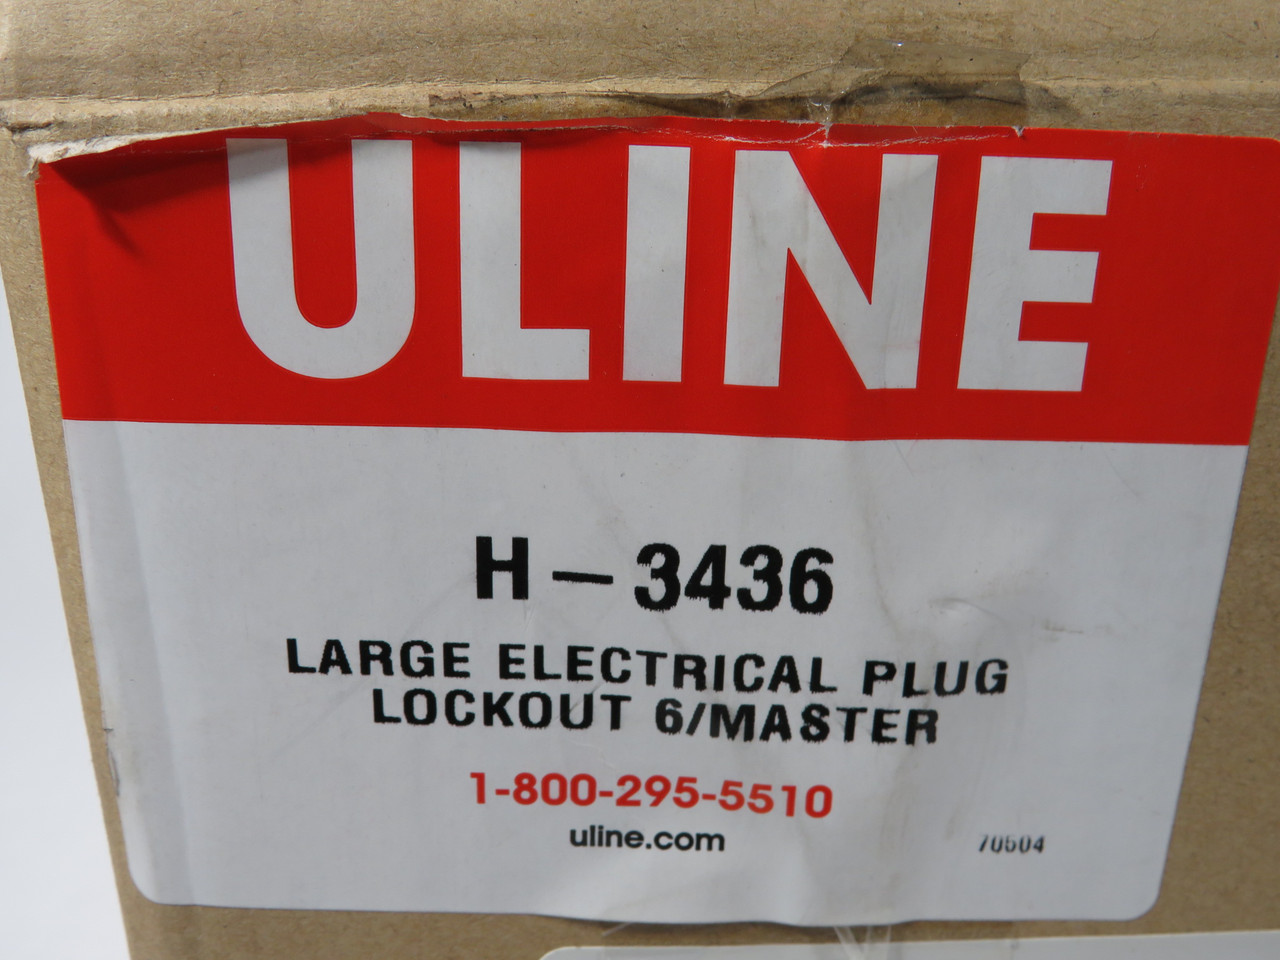 ULINE
H-3436
LARGE ELECTRICAL PLUG
LOCKOUT 6/MASTER
1-800-295-5510
uline.com
70504